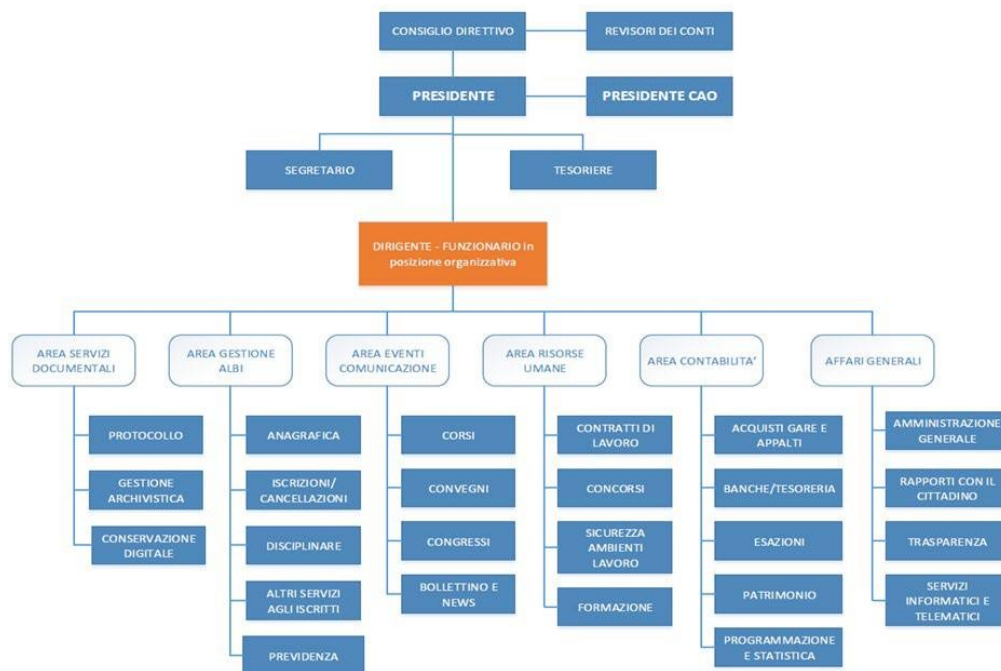 CONSIGLIO DIRETTIVO
REVISORI DEI CONTI
PRESIDENTE
PRESIDENTE CAO
SEGRETARIO
TESORIERE
DIRIGENTE - FUNZIONARIO in
posizione organizzativa
AREA SERVIZI
DOCUMENTALI
AREA GESTIONE
ALBI
AREA EVENTI
COMUNICAZIONE
AREA RISORSE
UMANE
AREA CONTABILITA'
AFFARI GENERALI
PROTOCOLLO
GESTIONE
ARCHIVISTICA
CONSERVAZIONE
DIGITALE
ANAGRAFICA
ISCRIZIONI/
CANCELLAZIONI
DISCIPLINARE
ALTRI SERVIZI
AGLI ISCRITTI
PREVIDENZA
CORSI
CONVEGNI
CONGRESSI
BOLLETTINO E
NEWS
CONTRATTI DI
LAVORO
CONCORSI
SICUREZZA
AMBIENTI
LAVORO
FORMAZIONE
ACQUISTI GARE E
APPALTI
BANCHE/TESORERIA
ESAZIONI
PATRIMONIO
PROGRAMMAZIONE
E STATISTICA
AMMINISTRAZIONE
GENERALE
RAPPORTI CON IL
CITTADINO
TRASPARENZA
SERVIZI
INFORMATICI E
TELEMATICI